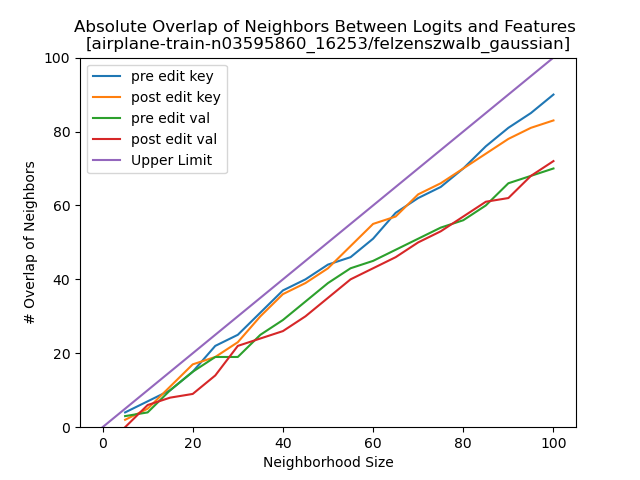 Absolute Overlap of Neighbors Between Logits and Features
[airplane-train-n03595860_16253/felzenszwalb_gaussian]
pre edit key
post edit key
pre edit val
post edit val
Upper Limit
# Overlap of Neighbors
100
80
60
40
20
0
0 20 40 60 80 100
Neighborhood Size